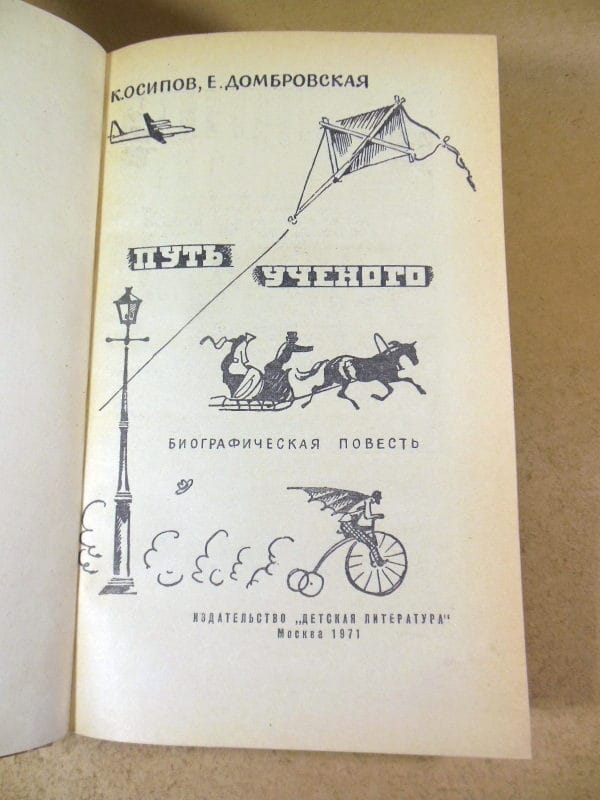 К. ОСИПОВ, Е. ДОМБРОВСКАЯ
ПУТЬ
УЧЕНОГО
БИОГРАФИЧЕСКАЯ ПОВЕСТЬ
ИЗДАТЕЛЬСТВО „ДЕТСКАЯ ЛИТЕРАТУРА“
Москва 1971